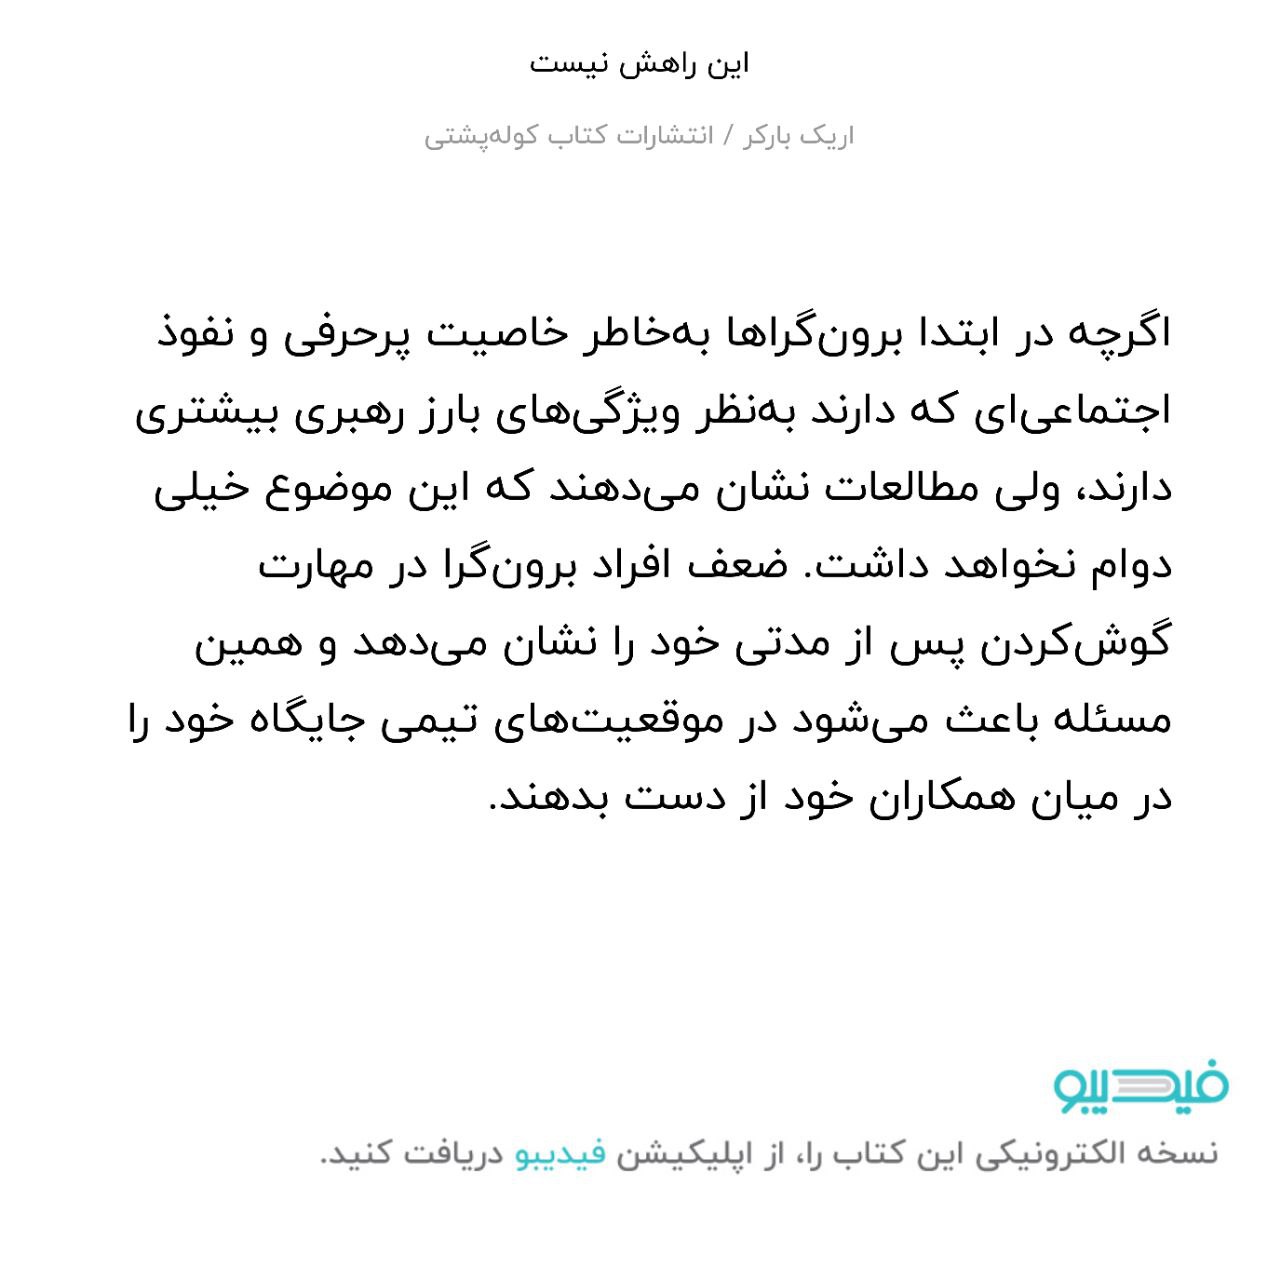 این راهش نیست
اریک بارکر / انتشارات کتاب کوله‌پشتی
اگرچه در ابتدا برون‌گراها به‌خاطر خاصیت پرحرفی و نفوذ
اجتماعی‌ای که دارند به‌نظر ویژگی‌های بارز رهبری بیشتری
دارند، ولی مطالعات نشان می‌دهند که این موضوع خیلی
دوام نخواهد داشت. ضعف افراد برون‌گرا در مهارت
گوش‌کردن پس از مدتی خود را نشان می‌دهد و همین
مسئله باعث می‌شود در موقعیت‌های تیمی جایگاه خود را
در میان همکاران خود از دست بدهند.
فیدیبو
نسخه الکترونیکی این کتاب را، از اپلیکیشن فیدیبو دریافت کنید.